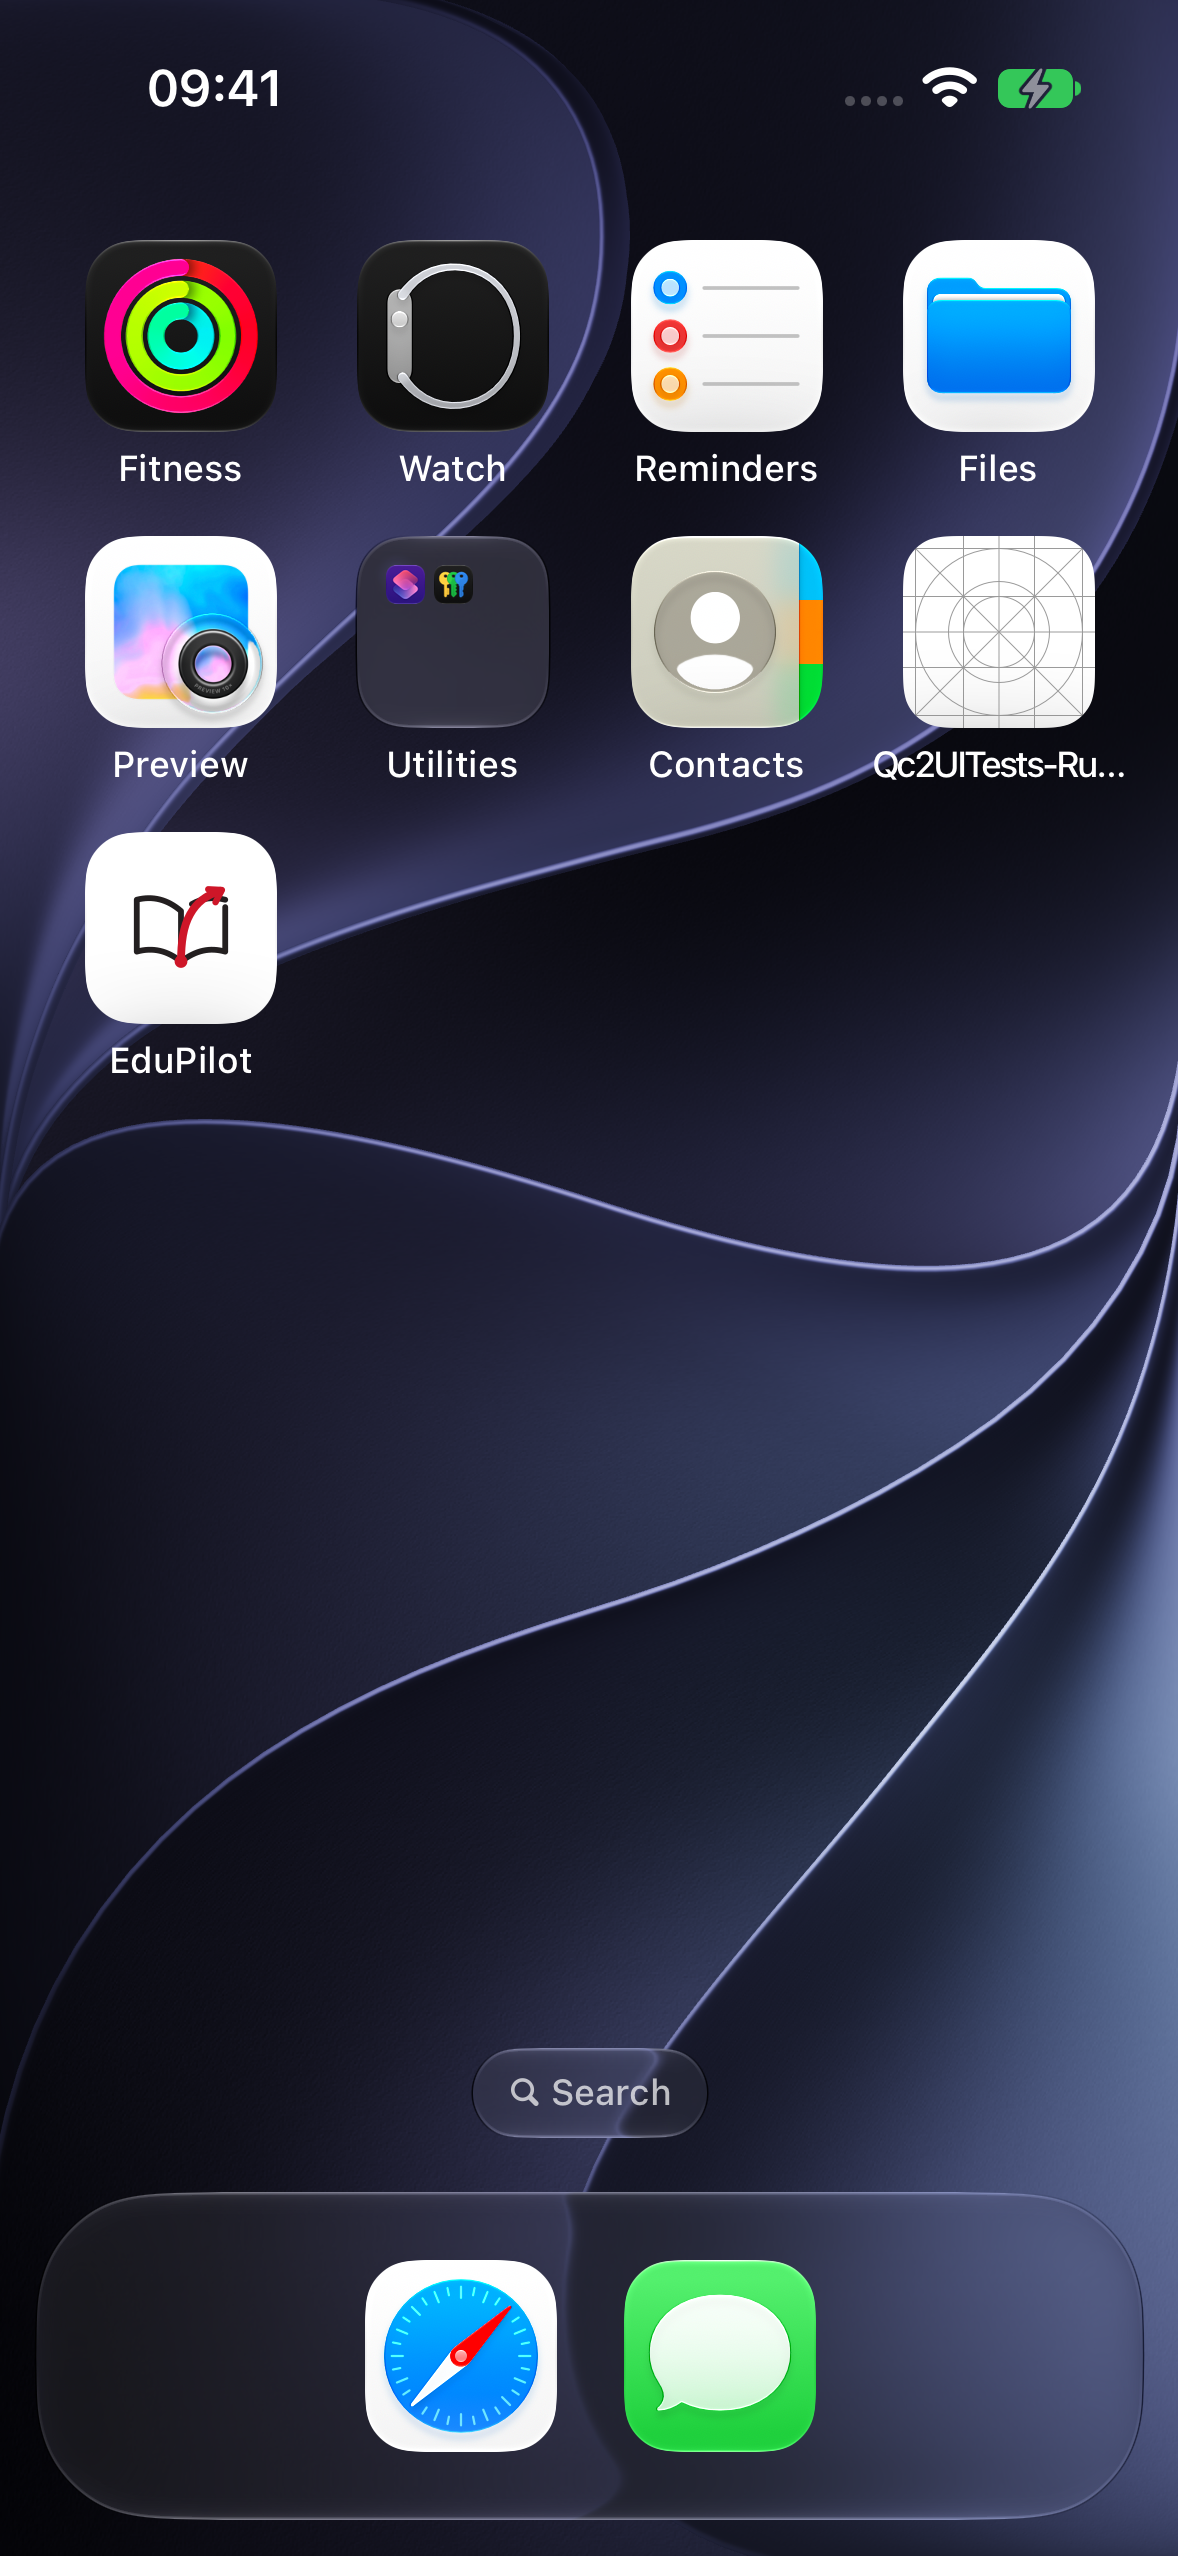 09:41
Fitness
Watch
Reminders
Files
Preview
Utilities
Contacts
Qc2UITests-Ru...
EduPilot
Search